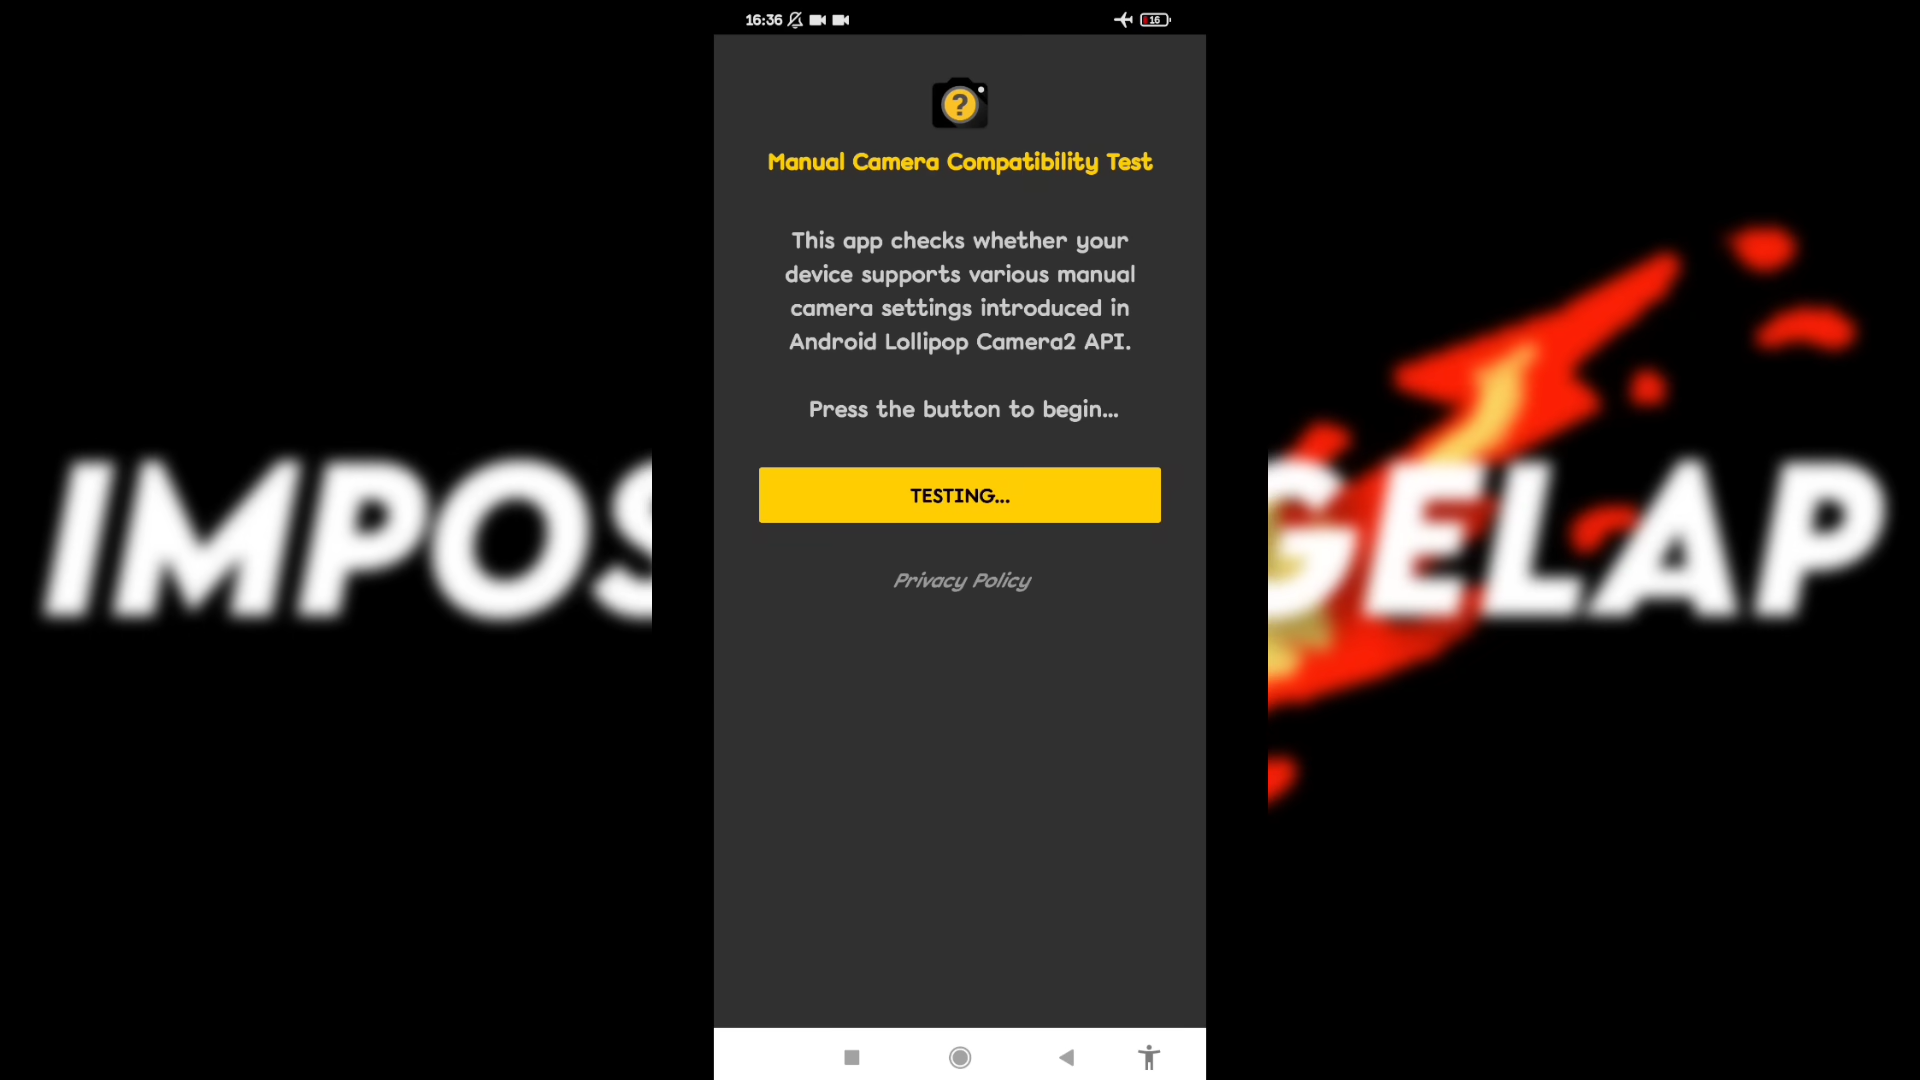 16:36
16
?
Manual Camera Compatibility Test
This app checks whether your
device supports various manual
camera settings introduced in
Android Lollipop Camera2 API.
Press the button to begin...
TESTING...
Privacy Policy
IMPOS GELAP